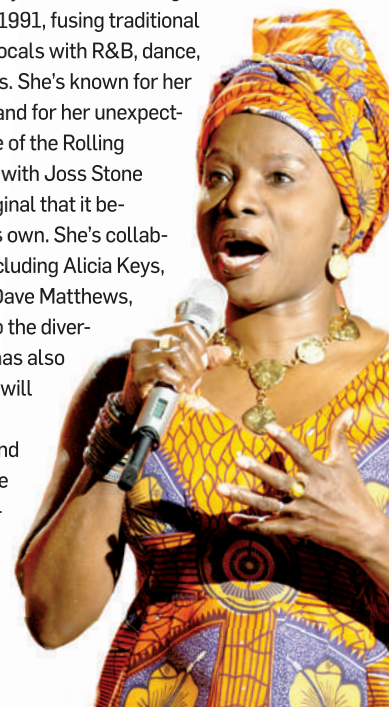 1991, fusing traditional
ocals with R&B, dance,
s. She's known for her
and for her unexpect-
e of the Rolling
with Joss Stone
ginal that it be-
s own. She's collab-
cluding Alicia Keys,
Dave Matthews,
o the diver-
has also
will
nd
e